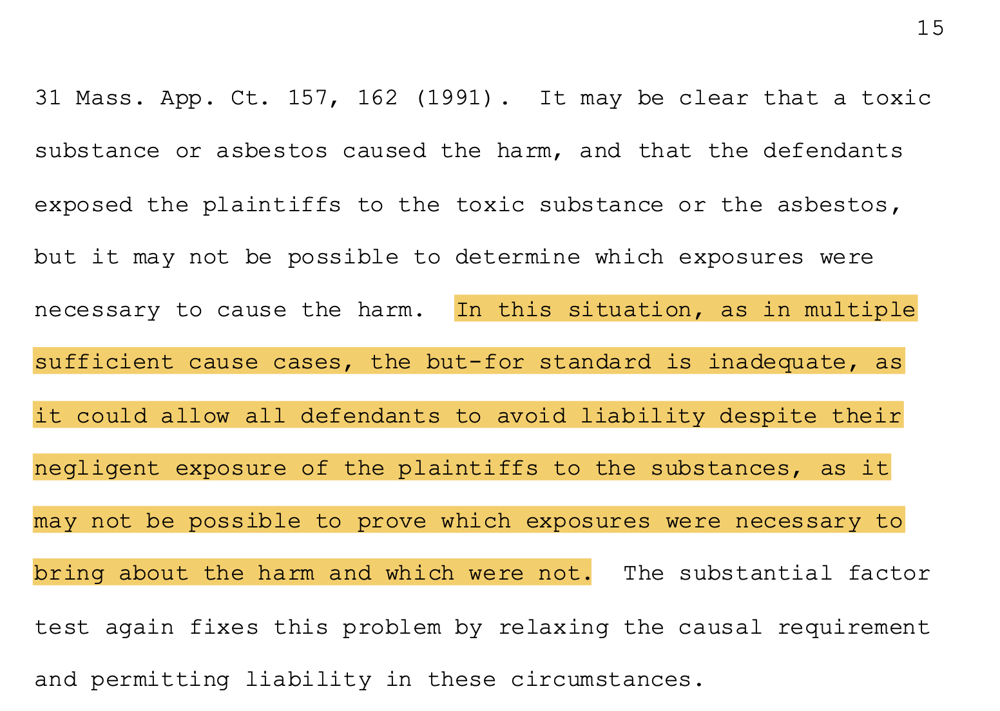 15
31 Mass. App. Ct. 157, 162 (1991).  It may be clear that a toxic
substance or asbestos caused the harm, and that the defendants
exposed the plaintiffs to the toxic substance or the asbestos,
but it may not be possible to determine which exposures were
necessary to cause the harm.  In this situation, as in multiple
sufficient cause cases, the but-for standard is inadequate, as
it could allow all defendants to avoid liability despite their
negligent exposure of the plaintiffs to the substances, as it
may not be possible to prove which exposures were necessary to
bring about the harm and which were not.  The substantial factor
test again fixes this problem by relaxing the causal requirement
and permitting liability in these circumstances.